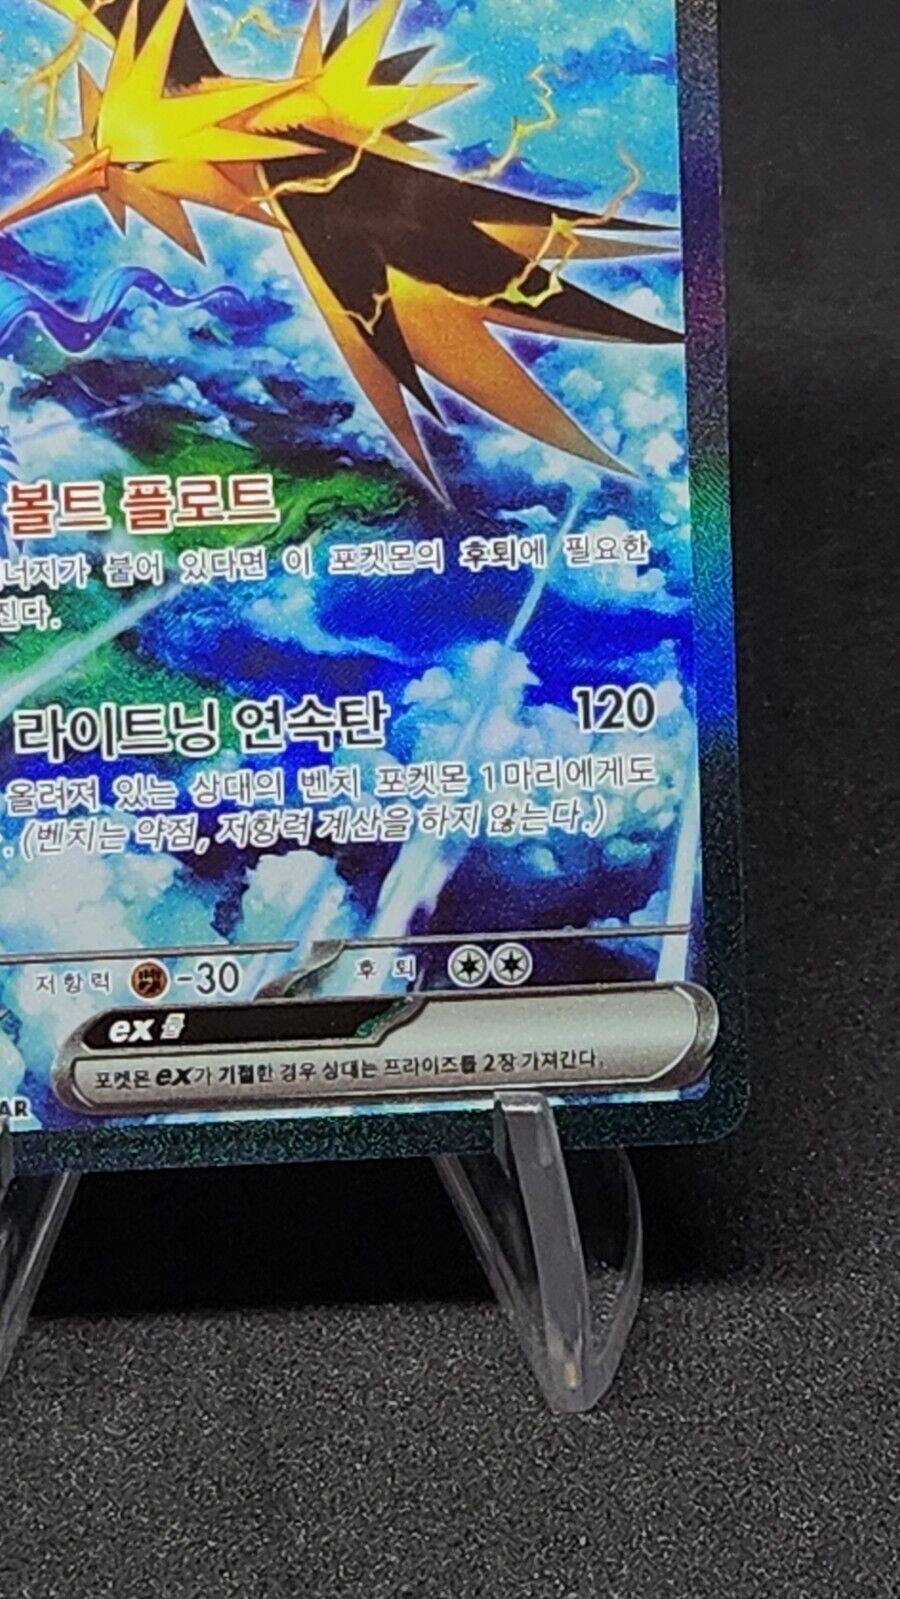 볼트 플로트
너지가 붙어 있다면 이 포켓몬의 후퇴에 필요한
진다.
라이트닝 연속탄 120
올려져 있는 상대의 벤치 포켓몬 1마리에게도
. (벤치는 약점, 저항력 계산을 하지 않는다.)
저항력 -30 후퇴
ex 룰
포켓몬 ex가 기절한 경우 상대는 프라이즈를 2장 가져간다.
AR